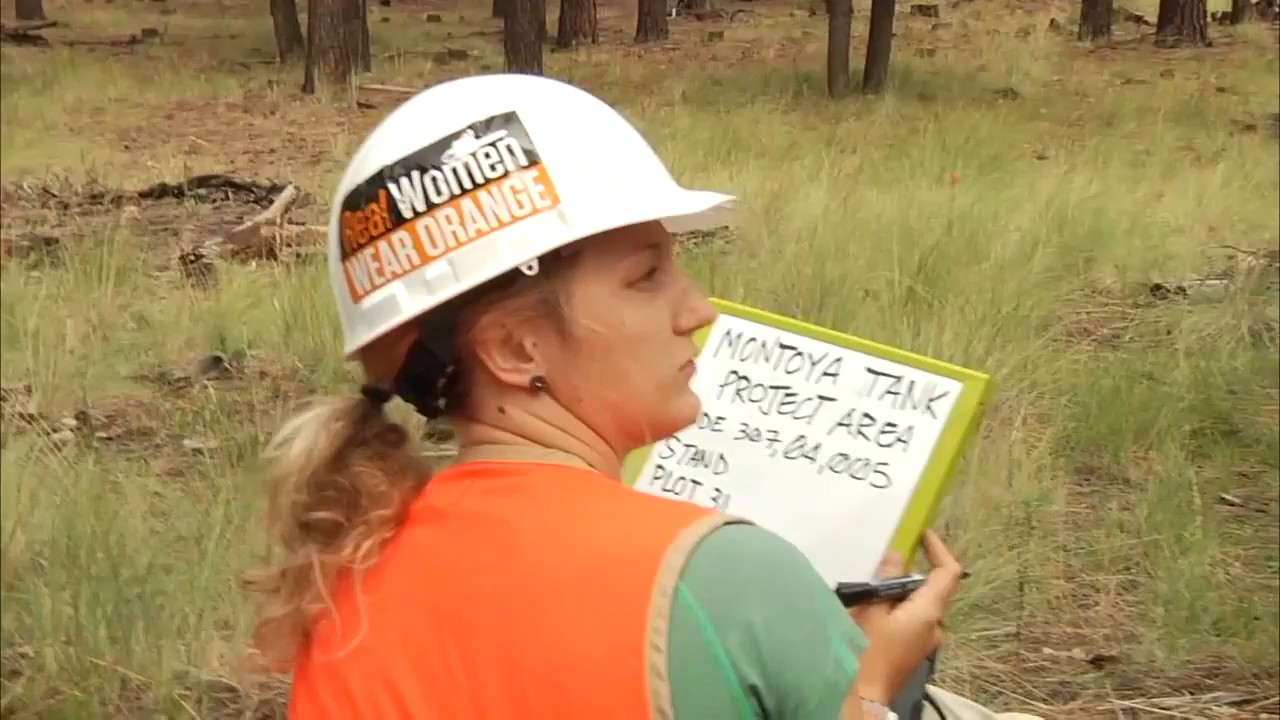 Real Women
WEAR ORANGE
MONTOYA TANK
PROJECT AREA
DE 307,04,005
STAND
PLOT 31